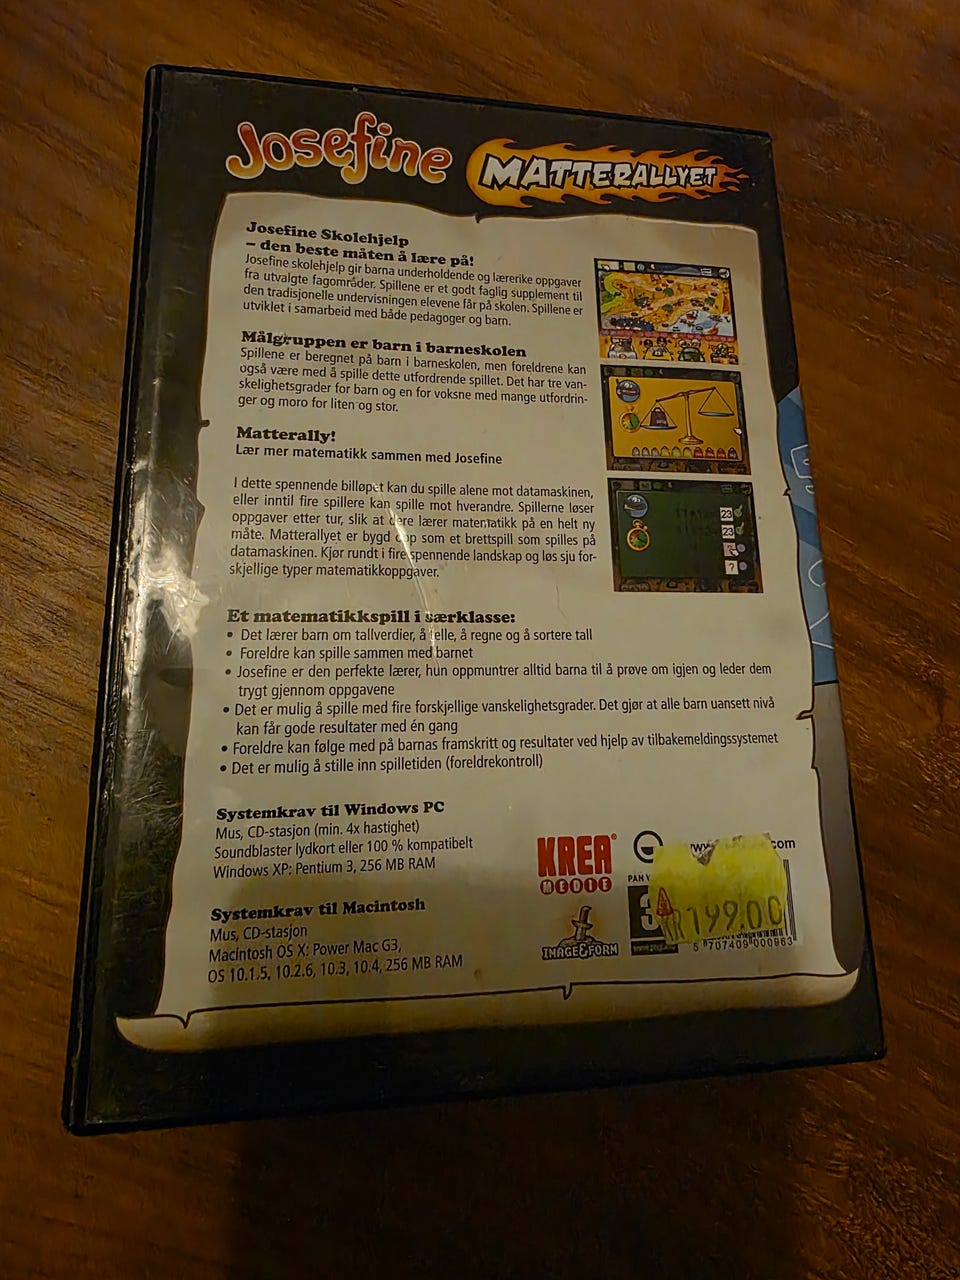 Josefine MATTERALLYET
Josefine Skolehjelp
– den beste måten å lære på!
Josefine skolehjelp gir barna underholdende og lærerike oppgaver
fra utvalgte fagområder. Spillene er et godt faglig supplement til
den tradisjonelle undervisningen elevene får på skolen. Spillene er
utviklet i samarbeid med både pedagoger og barn.
Målgruppen er barn i barneskolen
Spillene er beregnet på barn i barneskolen, men foreldrene kan
også være med å spille dette utfordrende spillet. Det har tre van-
skelighetsgrader for barn og en for voksne med mange utfordrin-
ger og moro for liten og stor.
Matterally!
Lær mer matematikk sammen med Josefine
I dette spennende billøpet kan du spille alene mot datamaskinen,
eller inntil fire spillere kan spille mot hverandre. Spillerne løser
oppgaver etter tur, slik at dere lærer matematikk på en helt ny
måte. Matterallyet er bygd opp som et brettspill som spilles på
datamaskinen. Kjør rundt i fire spennende landskap og løs sju for-
skjellige typer matematikkoppgaver.
23
23
?
Et matematikkspill i særklasse:
• Det lærer barn om tallverdier, å telle, å regne og å sortere tall
• Foreldre kan spille sammen med barnet
• Josefine er den perfekte lærer, hun oppmuntrer alltid barna til å prøve om igjen og leder dem
trygt gjennom oppgavene
• Det er mulig å spille med fire forskjellige vanskelighetsgrader. Det gjør at alle barn uansett nivå
kan får gode resultater med én gang
• Foreldre kan følge med på barnas framskritt og resultater ved hjelp av tilbakemeldingssystemet
• Det er mulig å stille inn spilletiden (foreldrekontroll)
Systemkrav til Windows PC
Mus, CD-stasjon (min. 4x hastighet)
Soundblaster lydkort eller 100 % kompatibelt
Windows XP: Pentium 3, 256 MB RAM
Systemkrav til Macintosh
Mus, CD-stasjon
Macintosh OS X: Power Mac G3,
OS 10.1.5, 10.2.6, 10.3, 10.4, 256 MB RAM
KREA
MEDIE
IMAGE&FORM
com
3
KR 199.00
5 707409 000963